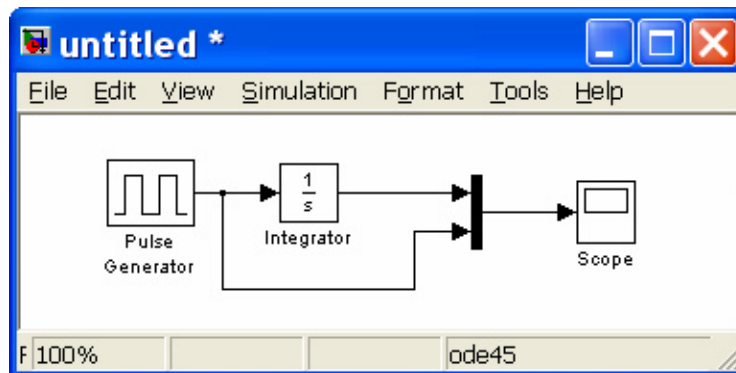 untitled *
File Edit View Simulation Format Tools Help
1
s
Pulse
Generator
Integrator
Scope
F 100% ode45